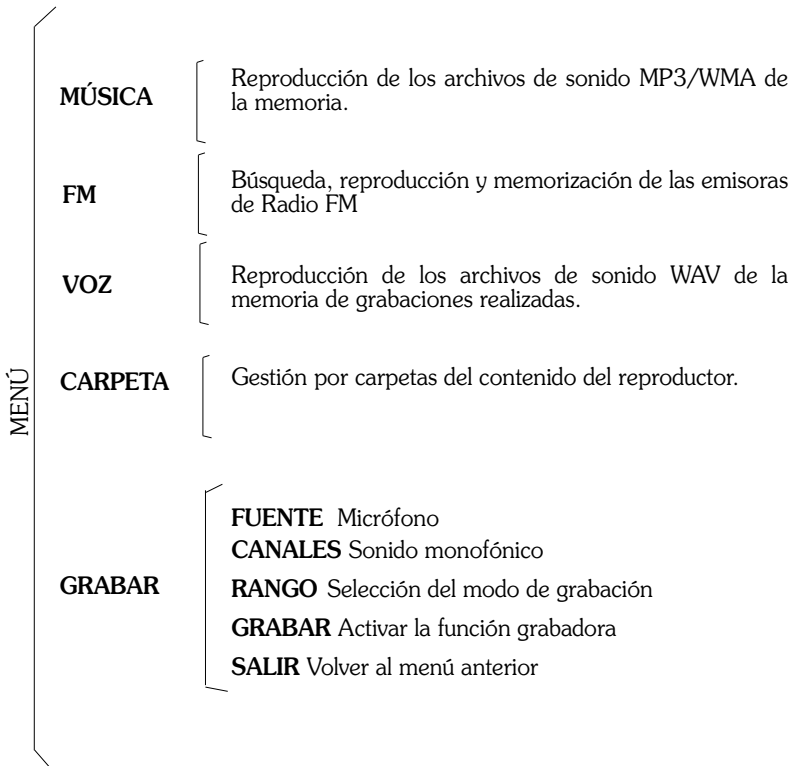 MENÚ
MÚSICA
Reproducción de los archivos de sonido MP3/WMA de
la memoria.
FM
Búsqueda, reproducción y memorización de las emisoras
de Radio FM
VOZ
Reproducción de los archivos de sonido WAV de la
memoria de grabaciones realizadas.
CARPETA
Gestión por carpetas del contenido del reproductor.
GRABAR
FUENTE Micrófono
CANALES Sonido monofónico
RANGO Selección del modo de grabación
GRABAR Activar la función grabadora
SALIR Volver al menú anterior